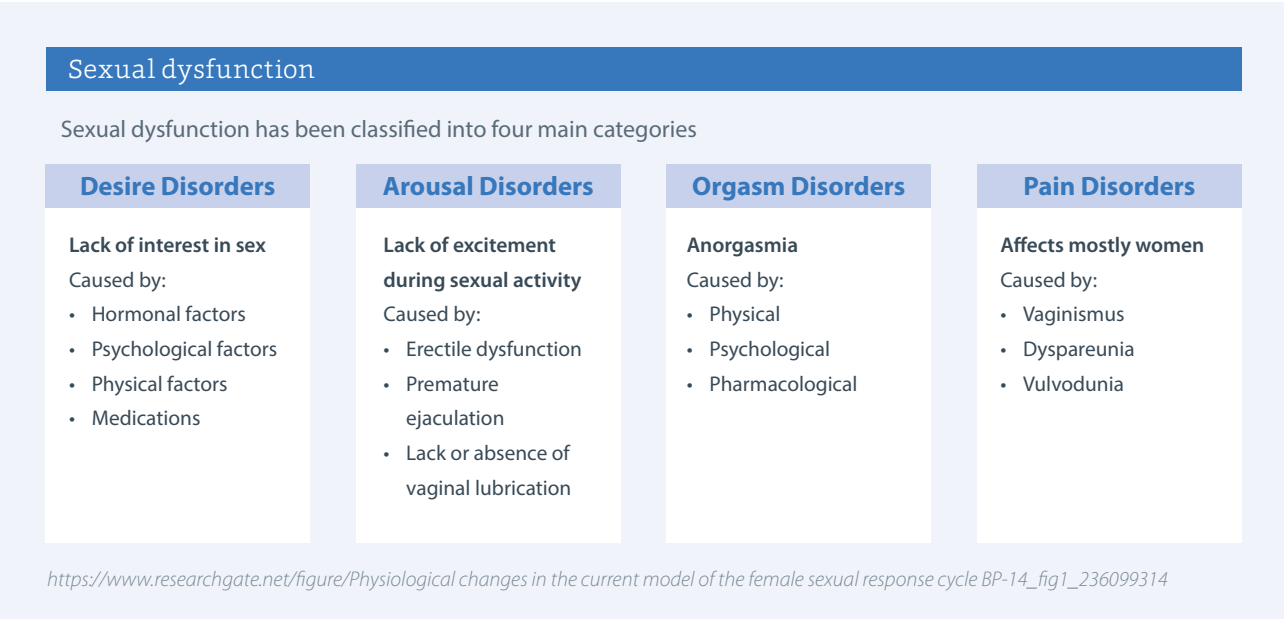 Sexual dysfunction
Sexual dysfunction has been classified into four main categories
Desire Disorders
Lack of interest in sex
Caused by:
• Hormonal factors
• Psychological factors
• Physical factors
• Medications
Arousal Disorders
Lack of excitement
during sexual activity
Caused by:
• Erectile dysfunction
• Premature
ejaculation
• Lack or absence of
vaginal lubrication
Orgasm Disorders
Anorgasmia
Caused by:
• Physical
• Psychological
• Pharmacological
Pain Disorders
Affects mostly women
Caused by:
• Vaginismus
• Dyspareunia
• Vulvodunia
https://www.researchgate.net/figure/Physiological changes in the current model of the female sexual response cycle BP-14_fig1_236099314